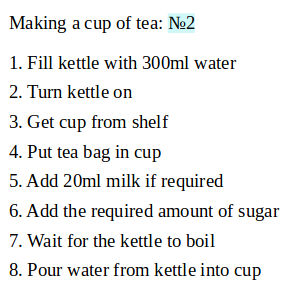 Making a cup of tea: №2
1. Fill kettle with 300ml water
2. Turn kettle on
3. Get cup from shelf
4. Put tea bag in cup
5. Add 20ml milk if required
6. Add the required amount of sugar
7. Wait for the kettle to boil
8. Pour water from kettle into cup